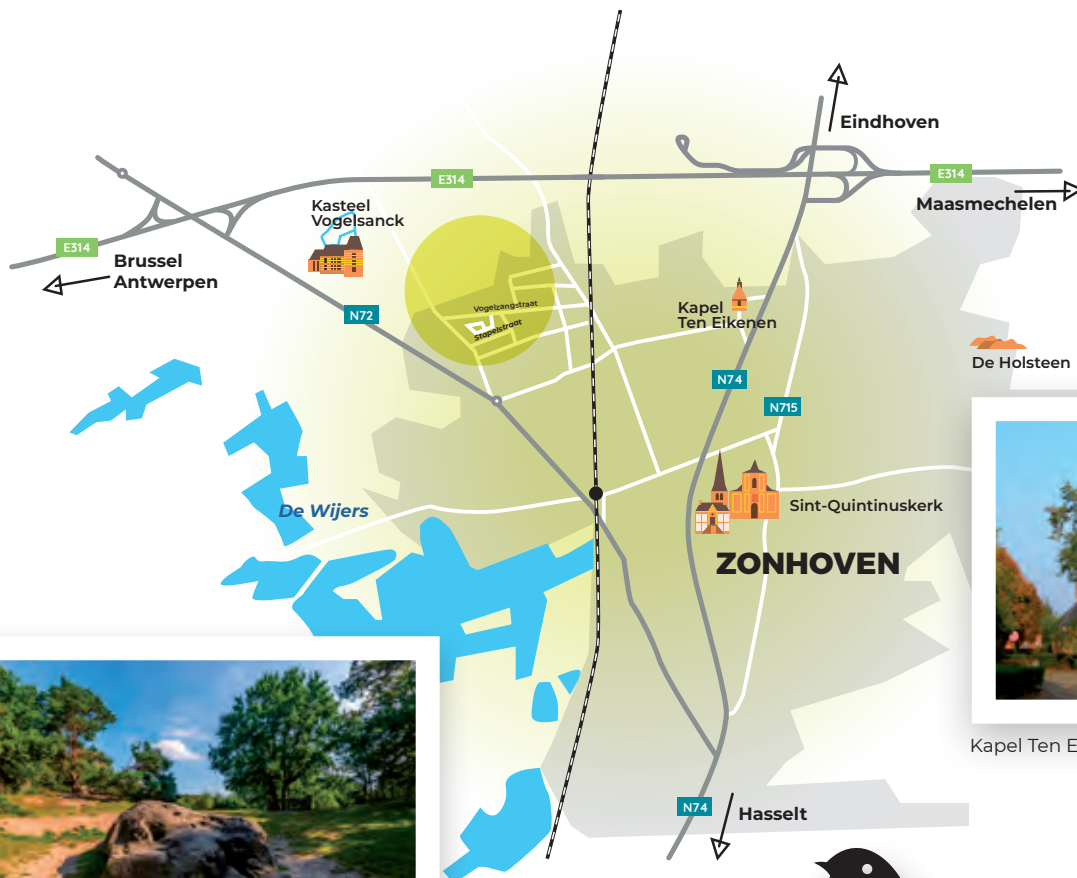 Eindhoven
E314
E314
Maasmechelen
Kasteel
Vogelsanck
E314
Brussel
Antwerpen
N72
Vogelzangstraat
Stapelstraat
Kapel
Ten Eikenen
De Holsteen
N74
N715
De Wijers
Sint-Quintinuskerk
ZONHOVEN
Kapel Ten E
N74
Hasselt